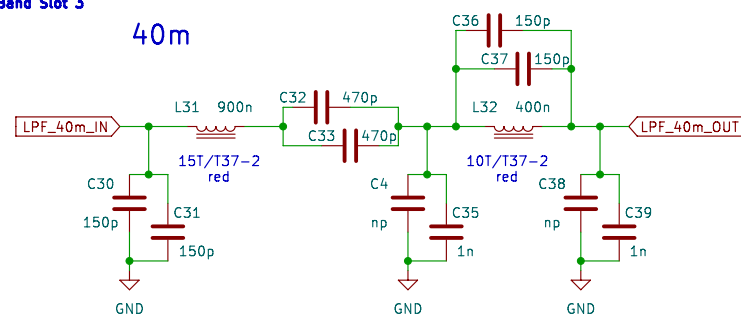 Band Slot 3
40m
C36 150p
C37 150p
C32 470p
L31 900n
C33 470p
L32 400n
LPF_40m_IN
LPF_40m_OUT
15T/T37-2
red
10T/T37-2
red
C30
150p
C31
150p
C4
np
C35
1n
C38
np
C39
1n
GND
GND
GND